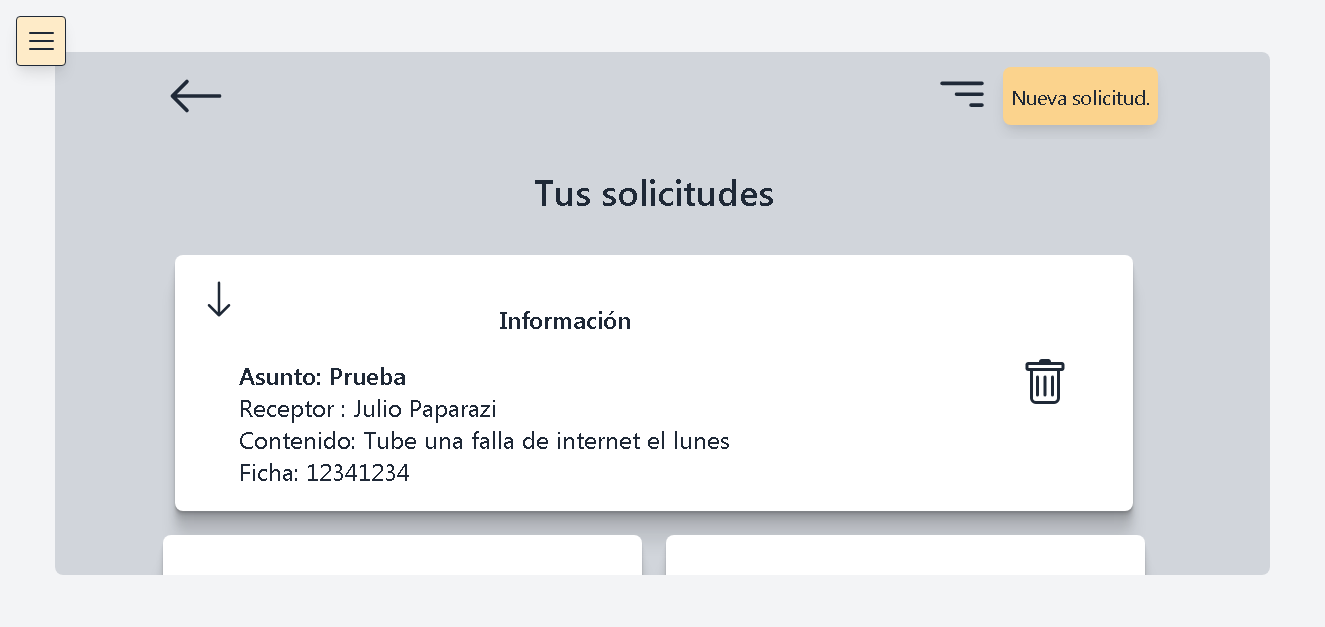 Nueva solicitud.
Tus solicitudes
Información
Asunto: Prueba
Receptor : Julio Paparazi
Contenido: Tube una falla de internet el lunes
Ficha: 12341234